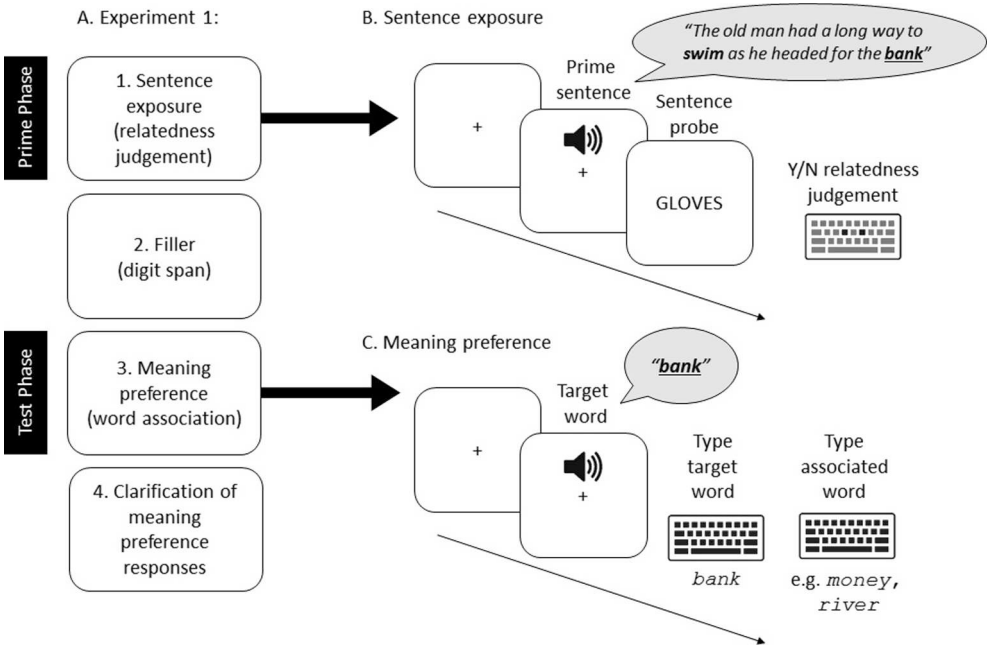 A. Experiment 1:
Prime Phase
1. Sentence
exposure
(relatedness
judgement)
2. Filler
(digit span)
Test Phase
3. Meaning
preference
(word association)
4. Clarification of
meaning
preference
responses
B. Sentence exposure
“The old man had a long way to
swim as he headed for the bank”
+
Prime
sentence
+
Sentence
probe
GLOVES
Y/N relatedness
judgement
C. Meaning preference
“bank”
+
Target
word
+
Type
target
word
bank
Type
associated
word
e.g. money,
river